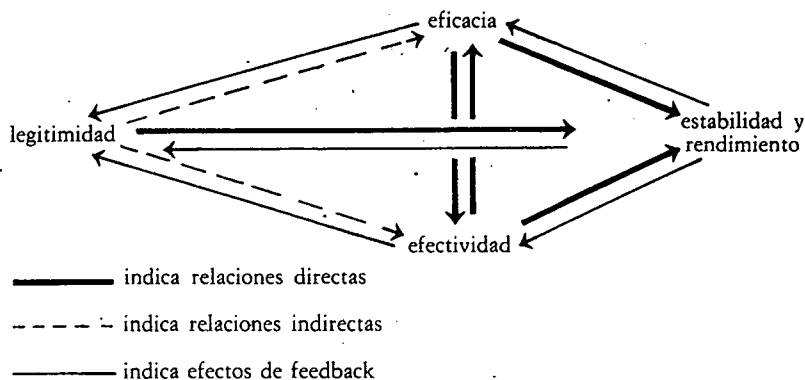 eficacia
legitimidad
estabilidad y
rendimiento
efectividad
indica relaciones directas
indica relaciones indirectas
indica efectos de feedback